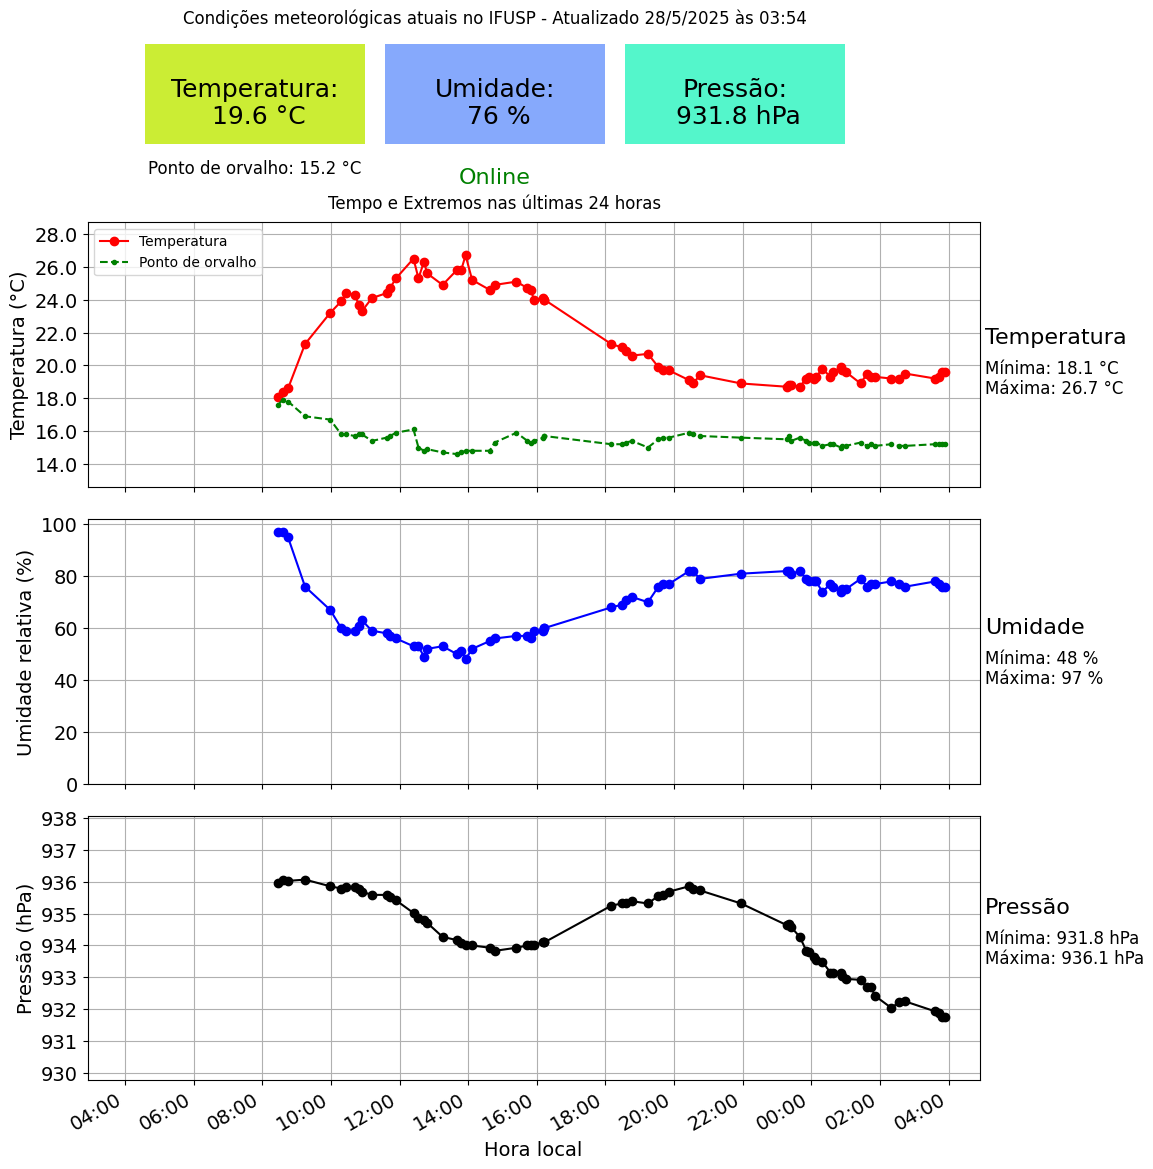 Condições meteorológicas atuais no IFUSP - Atualizado 28/5/2025 às 03:54
Temperatura:
19.6 °C
Umidade:
76 %
Pressão:
931.8 hPa
Ponto de orvalho: 15.2 °C
Online
Tempo e Extremos nas últimas 24 horas
Temperatura (°C)
28.0
26.0
24.0
22.0
20.0
18.0
16.0
14.0
Temperatura
Ponto de orvalho
Temperatura
Mínima: 18.1 °C
Máxima: 26.7 °C
Umidade relativa (%)
100
80
60
40
20
0
Umidade
Mínima: 48 %
Máxima: 97 %
Pressão (hPa)
938
937
936
935
934
933
932
931
930
Pressão
Mínima: 931.8 hPa
Máxima: 936.1 hPa
04:00 06:00 08:00 10:00 12:00 14:00 16:00 18:00 20:00 22:00 00:00 02:00 04:00
Hora local